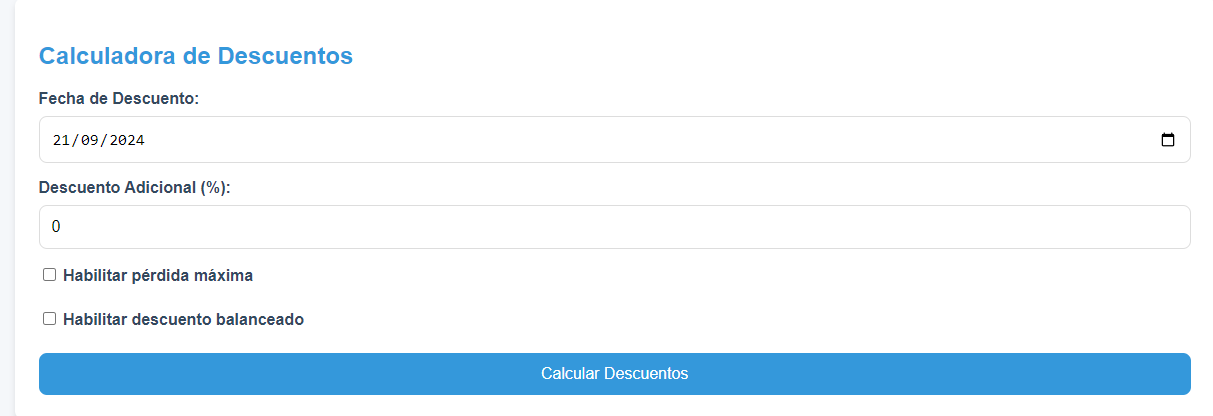 Calculadora de Descuentos
Fecha de Descuento:
21/09/2024
Descuento Adicional (%):
0
Habilitar pérdida máxima
Habilitar descuento balanceado
Calcular Descuentos